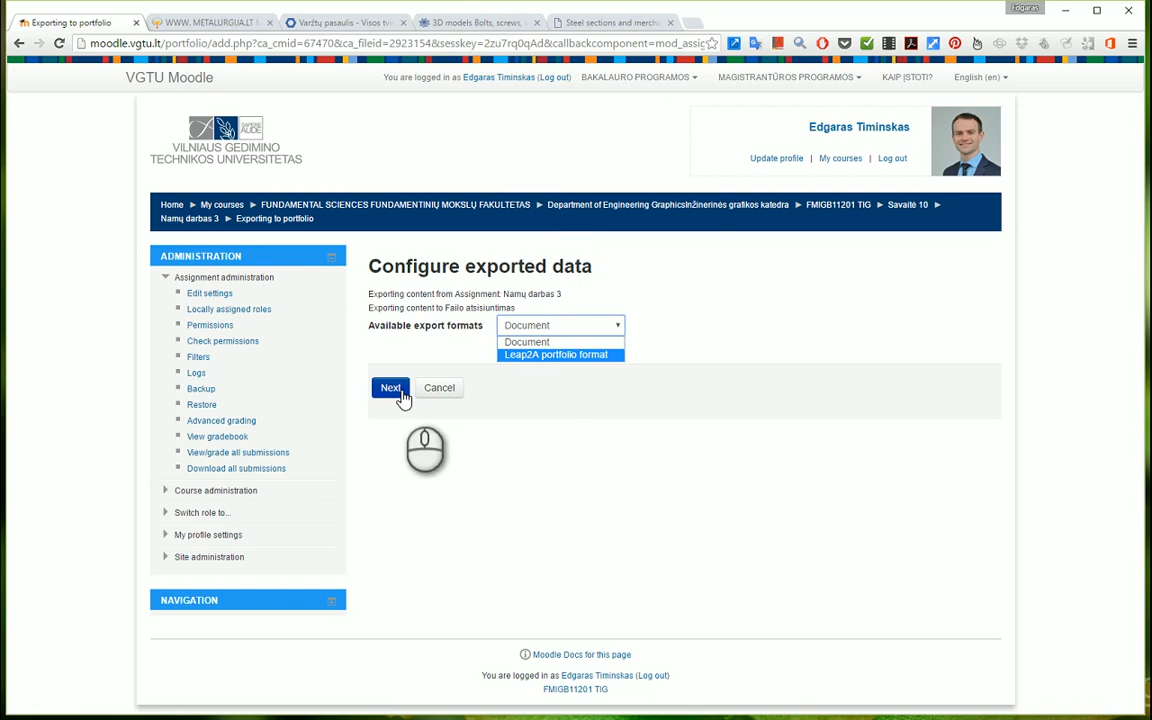 Edgaras
Exporting to portfolio
WWW. METALURGIJA.LT
Varžtų pasaulis - Visos tvi
3D models Bolts, screws,
Steel sections and mercha
moodle.vgtu.lt/portfolio/add.php?ca_cmid=67470&ca_fileid=2923154&sesskey=2zu7rq0qAd&callbackcomponent=mod_assig
VGTU Moodle
You are logged in as Edgaras Timinskas (Log out)
BAKALAURO PROGRAMOS
MAGISTRANTŪROS PROGRAMOS
KAIP ĮSTOTI?
English (en)
SAPERE AUDE
VILNIAUS GEDIMINO
TECHNIKOS UNIVERSITETAS
Edgaras Timinskas
Update profile | My courses | Log out
Home ► My courses ► FUNDAMENTAL SCIENCES FUNDAMENTINIŲ MOKSLŲ FAKULTETAS ► Department of Engineering GraphicsInžinerinės grafikos katedra ► FMIGB11201 TIG ► Savaitė 10 ►
Namų darbas 3 ► Exporting to portfolio
ADMINISTRATION
Assignment administration
Edit settings
Locally assigned roles
Permissions
Check permissions
Filters
Logs
Backup
Restore
Advanced grading
View gradebook
View/grade all submissions
Download all submissions
Course administration
Switch role to...
My profile settings
Site administration
NAVIGATION
Configure exported data
Exporting content from Assignment: Namų darbas 3
Exporting content to Failo atsisiuntimas
Available export formats
Document
Document
Leap2A portfolio format
Next
Cancel
Moodle Docs for this page
You are logged in as Edgaras Timinskas (Log out)
FMIGB11201 TIG